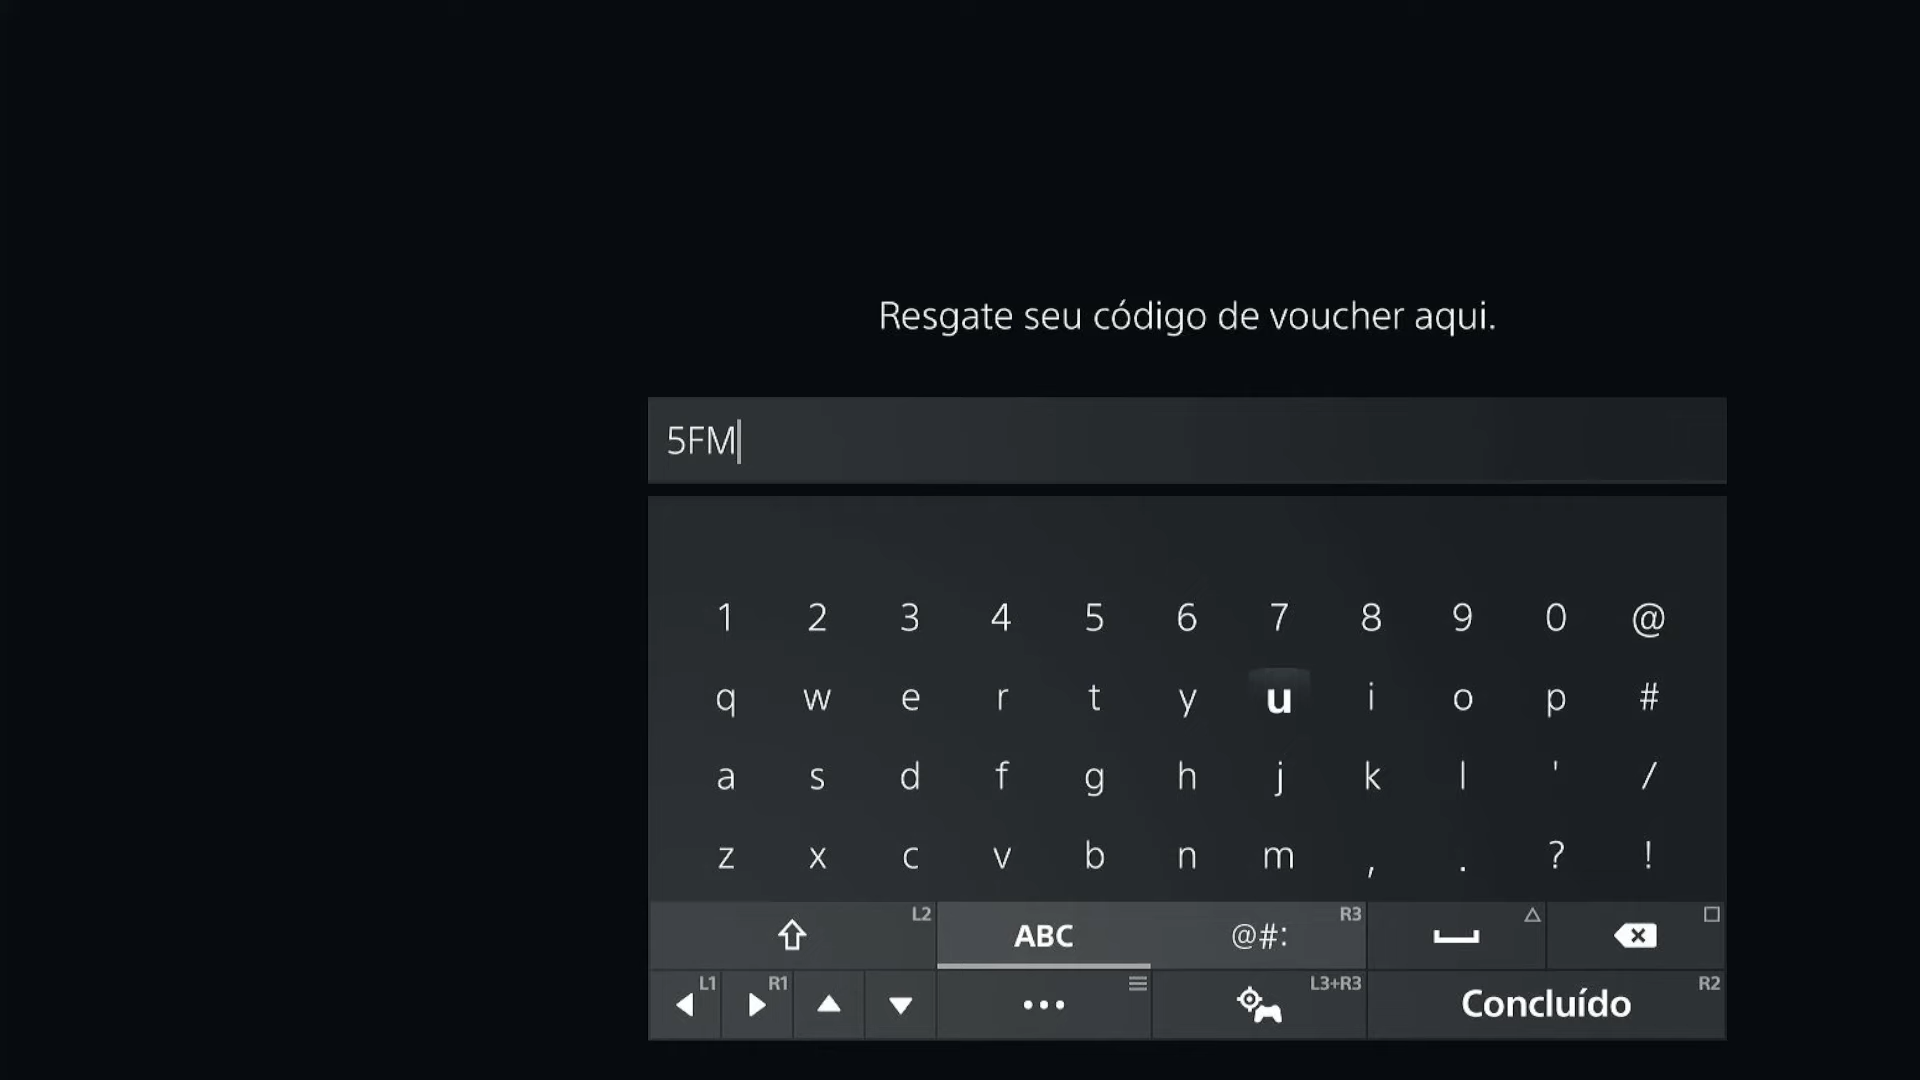 Resgate seu código de voucher aqui.
5FM
1 2 3 4 5 6 7 8 9 0 @
q w e r t y u i o p #
a s d f g h j k l ' /
z x c v b n m , . ? !
L2 ABC @#: R3
L1 R1 ••• L3+R3 Concluído R2